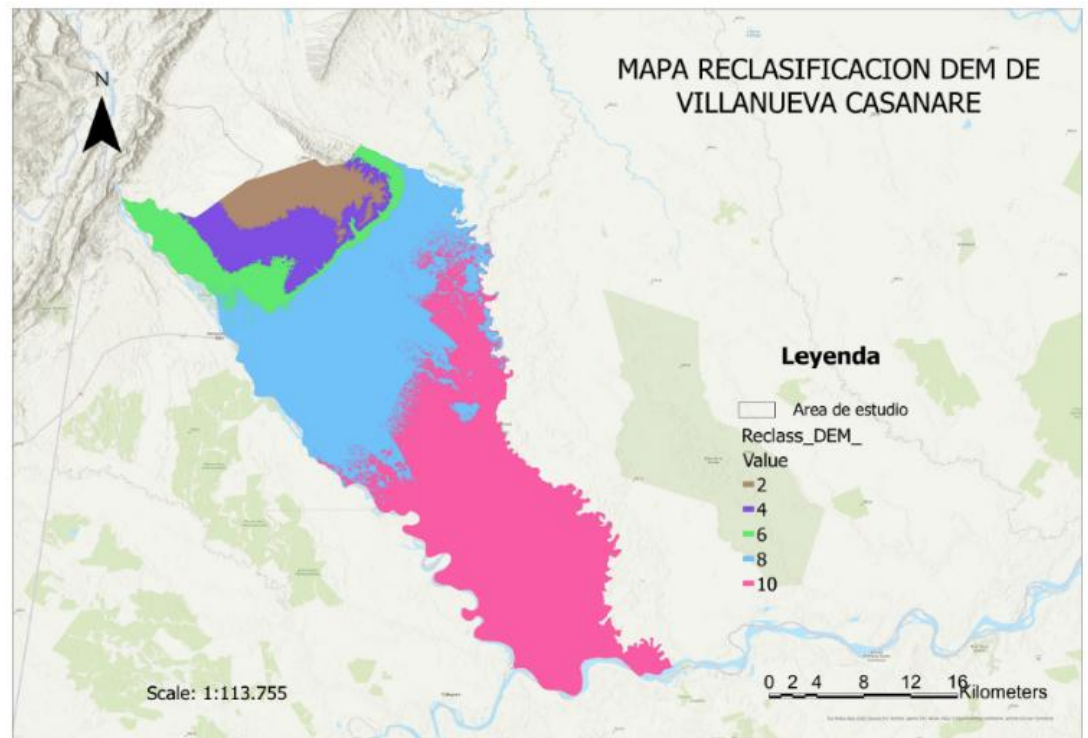 MAPA RECLASIFICACION DEM DE
VILLANUEVA CASANARE
N
Leyenda
Area de estudio
Reclass_DEM_
Value
2
4
6
8
10
Scale: 1:113.755
0 2 4 8 12 16
Kilometers